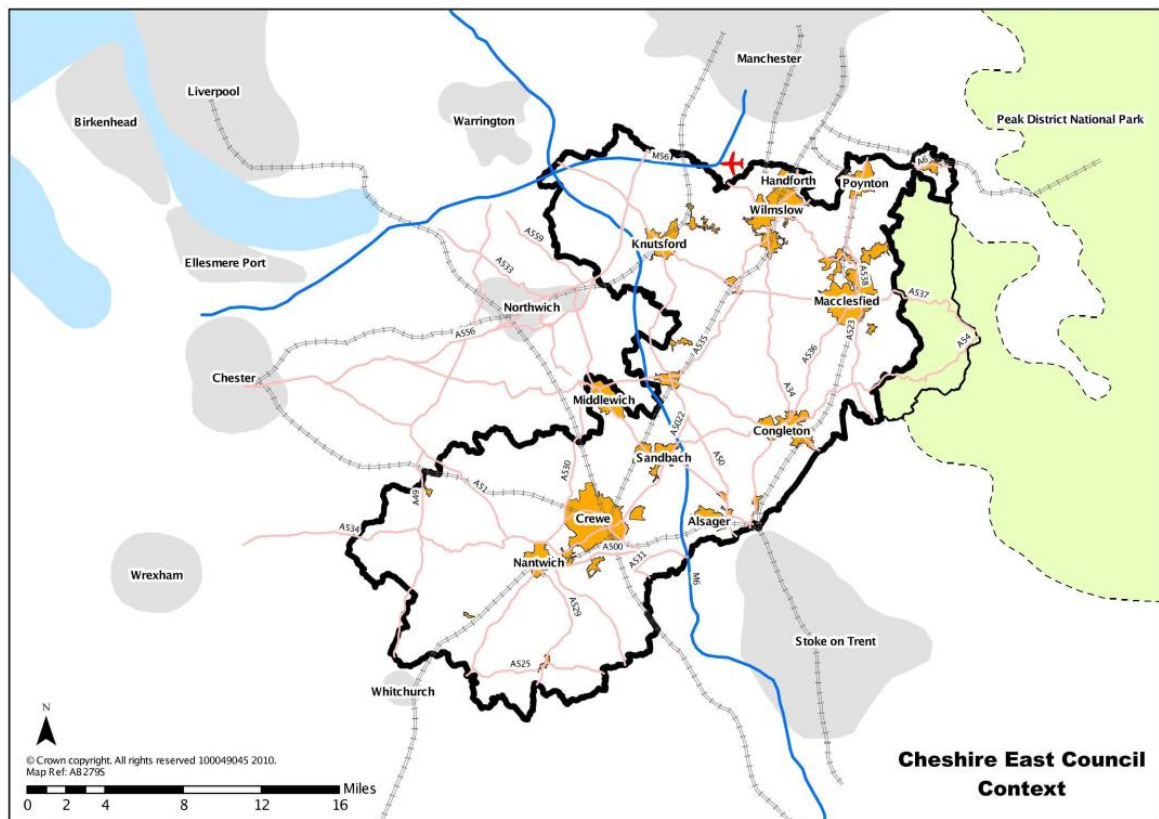 Manchester
Liverpool
Birkenhead
Warrington
Peak District National Park
M56
A6
Handforth
Poynton
Wilmslow
Knutsford
A559
Ellesmere Port
A533
A538
Northwich
A537
Macclesfied
A556
A523
A535
A536
A54
Chester
Middlewich
A34
A5022
Congleton
Sandbach
A530
A50
A51
A49
Crewe
Alsager
A534
A500
A531
Nantwich
Wrexham
M6
A529
Stoke on Trent
A525
Whitchurch
N
© Crown copyright. All rights reserved 100049045 2010.
Map Ref: AB279S
Miles
0 2 4 8 12 16
Cheshire East Council
Context